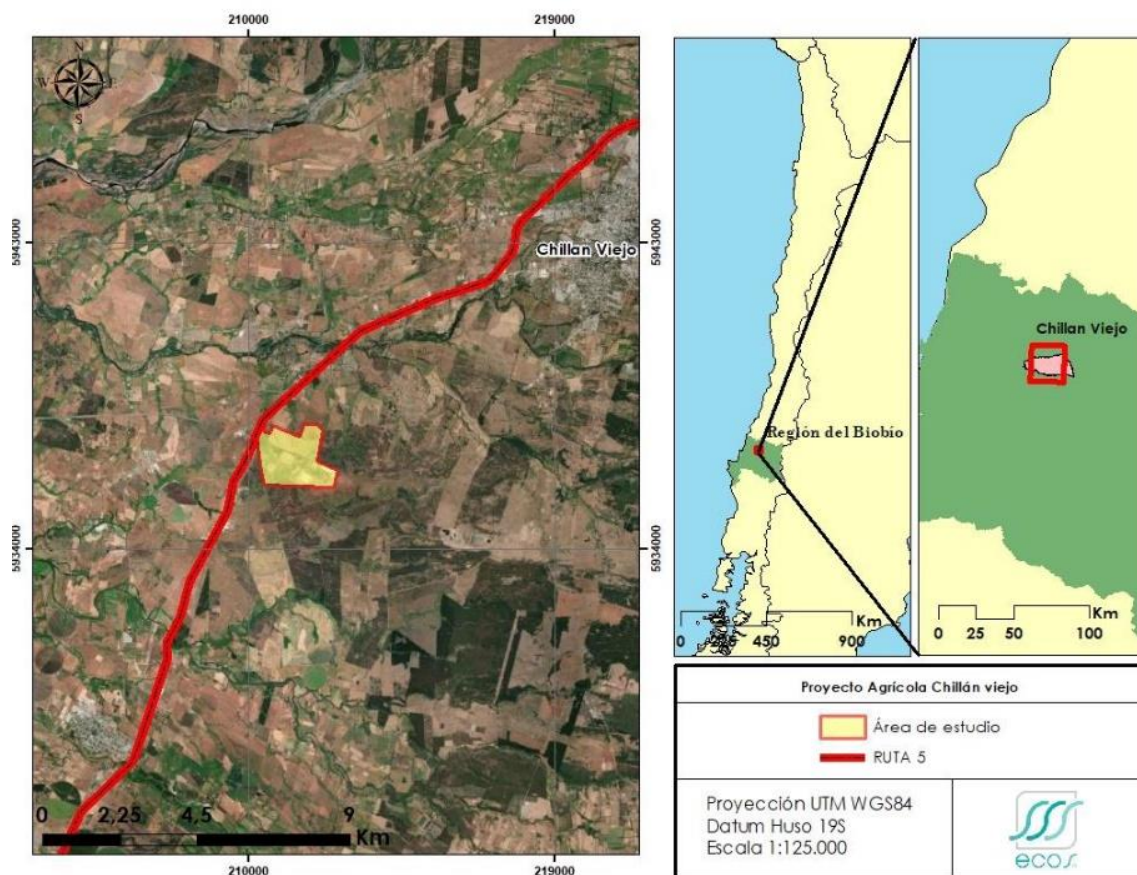 210000
219000
N
W
E
S
5943000
5943000
Chillan Viejo
5934000
5934000
0 2,25 4,5 9
Km
210000
219000
Región del Biobío
Km
0 225 450 900
Chillan Viejo
Km
0 25 50 100
Proyecto Agrícola Chillán viejo
Área de estudio
RUTA 5
Proyección UTM WGS84
Datum Huso 19S
Escala 1:125.000
ecos